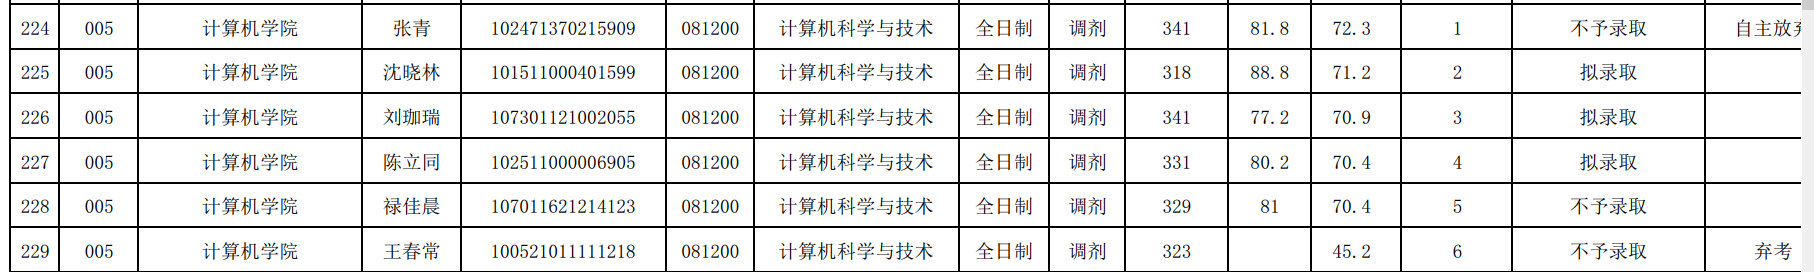 224 005 计算机学院 张青 102471370215909 081200 计算机科学与技术 全日制 调剂 341 81.8 72.3 1 不予录取 自主放弃
225 005 计算机学院 沈晓林 101511000401599 081200 计算机科学与技术 全日制 调剂 318 88.8 71.2 2 拟录取
226 005 计算机学院 刘珈瑞 107301121002055 081200 计算机科学与技术 全日制 调剂 341 77.2 70.9 3 拟录取
227 005 计算机学院 陈立同 102511000006905 081200 计算机科学与技术 全日制 调剂 331 80.2 70.4 4 拟录取
228 005 计算机学院 禄佳晨 107011621214123 081200 计算机科学与技术 全日制 调剂 329 81 70.4 5 不予录取
229 005 计算机学院 王春常 100521011111218 081200 计算机科学与技术 全日制 调剂 323 45.2 6 不予录取 弃考